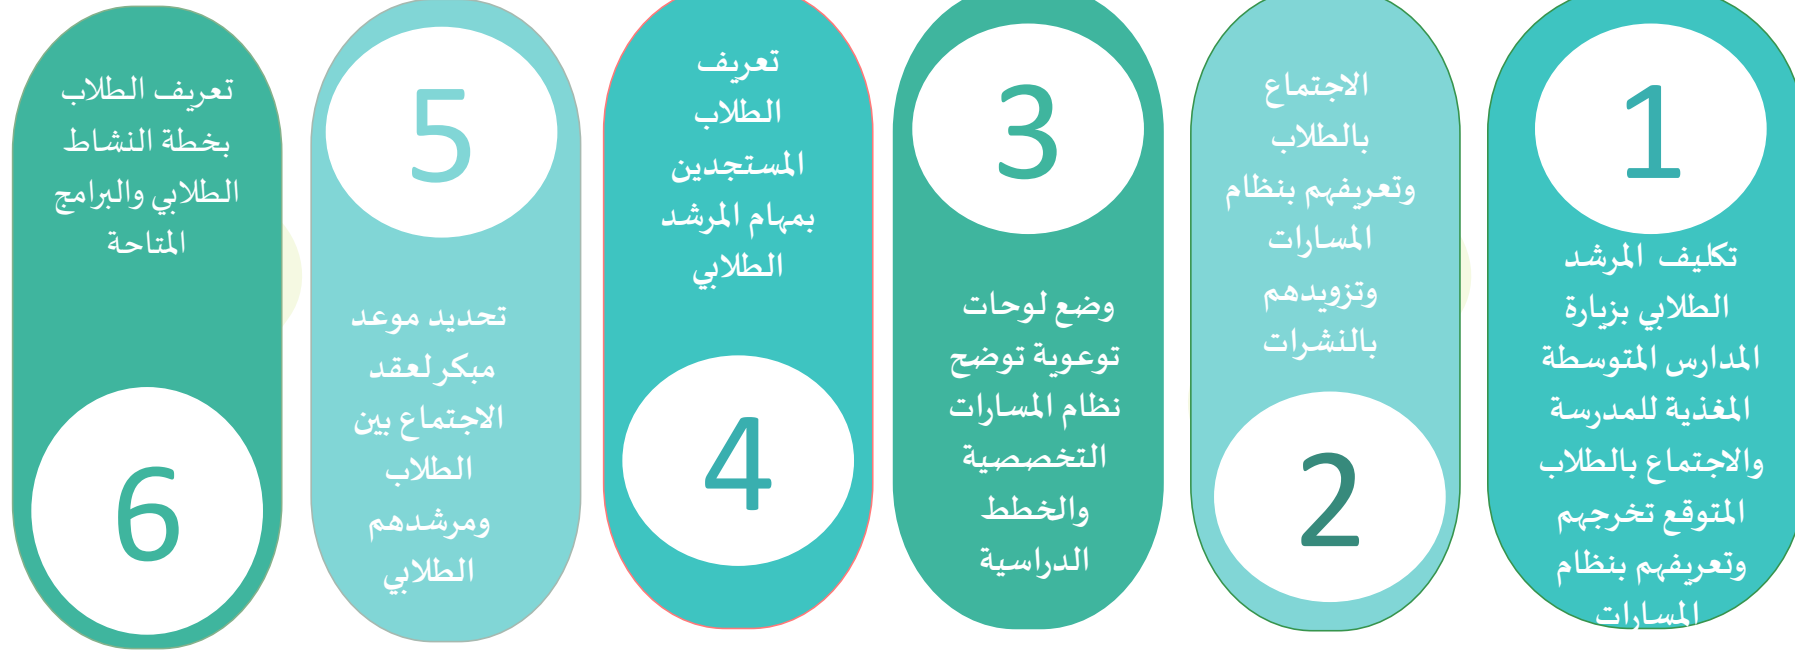 1
تكليف المرشد
الطلابي بزيارة
المدارس المتوسطة
المغذية للمدرسة
والاجتماع بالطلاب
المتوقع تخرجهم
وتعريفهم بنظام
المسارات
الاجتماع
بالطلاب
وتعريفهم بنظام
المسارات
وتزويدهم
بالنشرات
2
3
وضع لوحات
توعوية توضح
نظام المسارات
التخصصية
والخطط
الدراسية
تعريف
الطلاب
المستجدين
بمهام المرشد
الطلابي
4
5
تحديد موعد
مبكر لعقد
الاجتماع بين
الطلاب
ومرشدهم
الطلابي
تعريف الطلاب
بخطة النشاط
الطلابي والبرامج
المتاحة
6